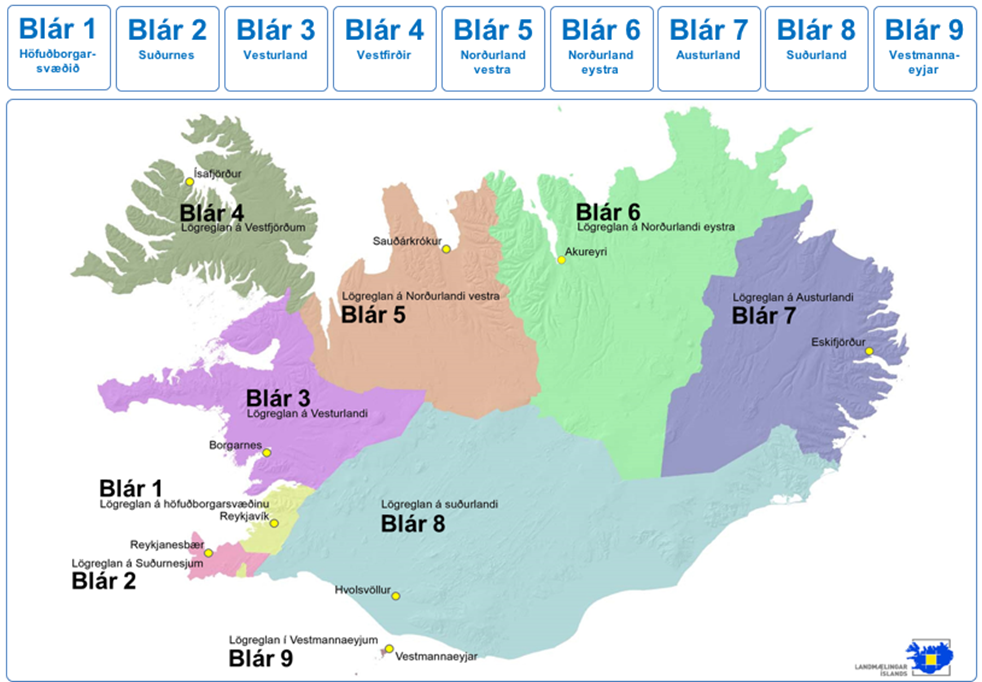 Blár 1
Höfuðborgar-
svæðið
Blár 2
Suðurnes
Blár 3
Vesturland
Blár 4
Vestfirðir
Blár 5
Norðurland
vestra
Blár 6
Norðurland
eystra
Blár 7
Austurland
Blár 8
Suðurland
Blár 9
Vestmanna-
eyjar
Ísafjörður
Blár 4
Lögreglan á Vestfjörðum
Blár 6
Lögreglan á Norðurlandi eystra
Sauðárkrókur
Akureyri
Lögreglan á Norðurlandi vestra
Blár 5
Lögreglan á Austurlandi
Blár 7
Eskifjörður
Blár 3
Lögreglan á Vesturlandi
Borgarnes
Blár 1
Lögreglan á höfuðborgarsvæðinu
Reykjavík
Lögreglan á suðurlandi
Blár 8
Reykjanesbær
Lögreglan á Suðurnesjum
Blár 2
Hvolsvöllur
Lögreglan í Vestmannaeyjum
Blár 9
Vestmannaeyjar
LANDMÆLINGAR
ÍSLANDS